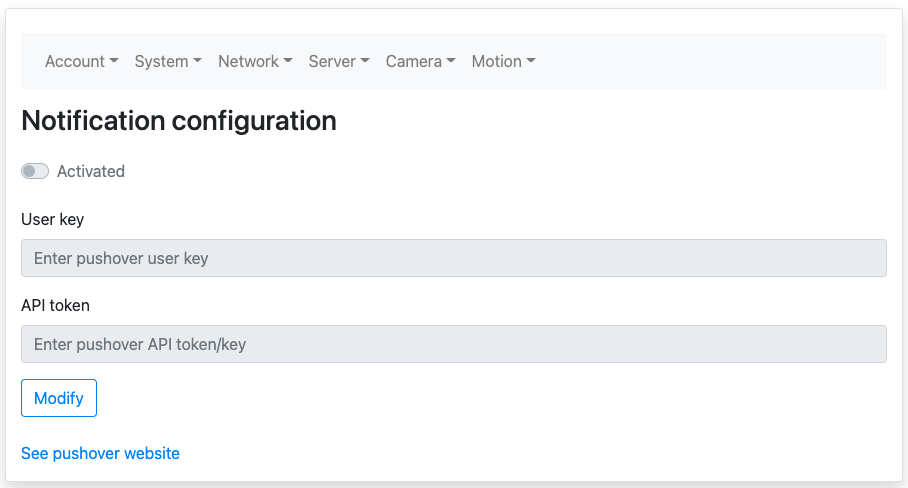 Account System Network Server Camera Motion
Notification configuration
Activated
User key
Enter pushover user key
API token
Enter pushover API token/key
Modify
See pushover website